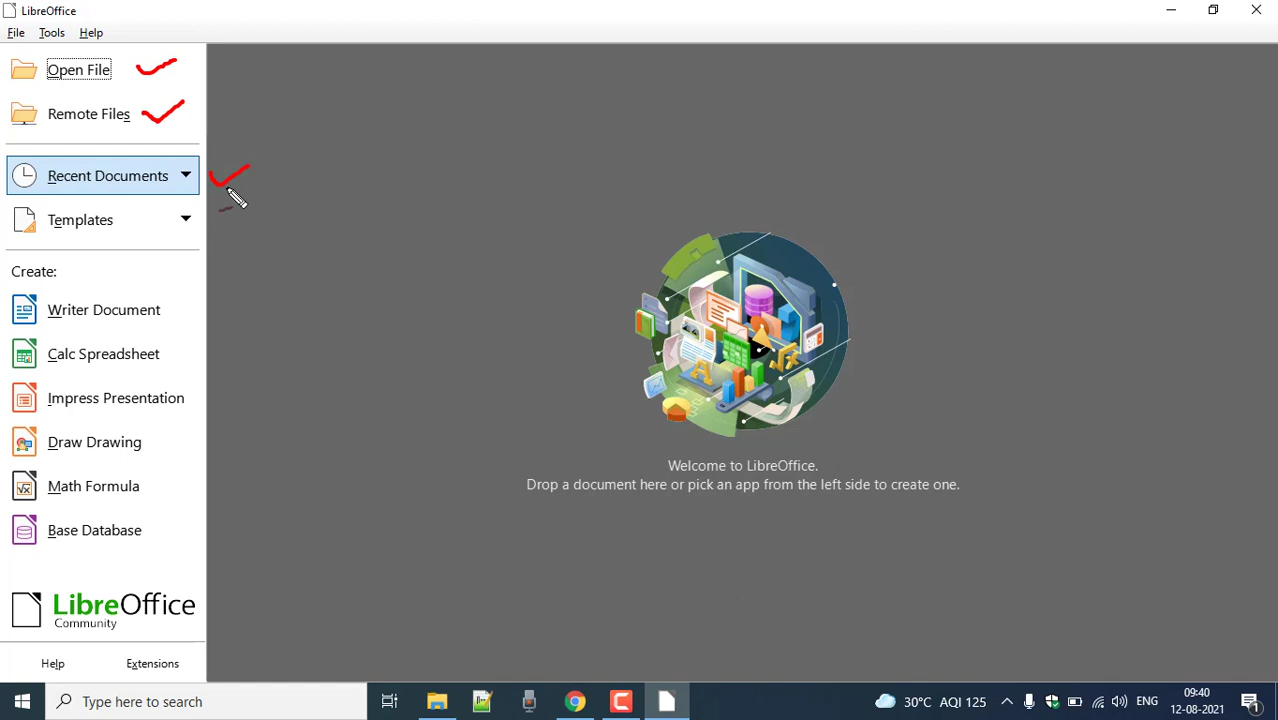 LibreOffice
File Tools Help
Open File
Remote Files
Recent Documents
Templates
Create:
Writer Document
Calc Spreadsheet
Impress Presentation
Draw Drawing
Math Formula
Base Database
LibreOffice
Community
Help Extensions
Welcome to LibreOffice.
Drop a document here or pick an app from the left side to create one.
Type here to search
30°C AQI 125
ENG
09:40
12-08-2021
1